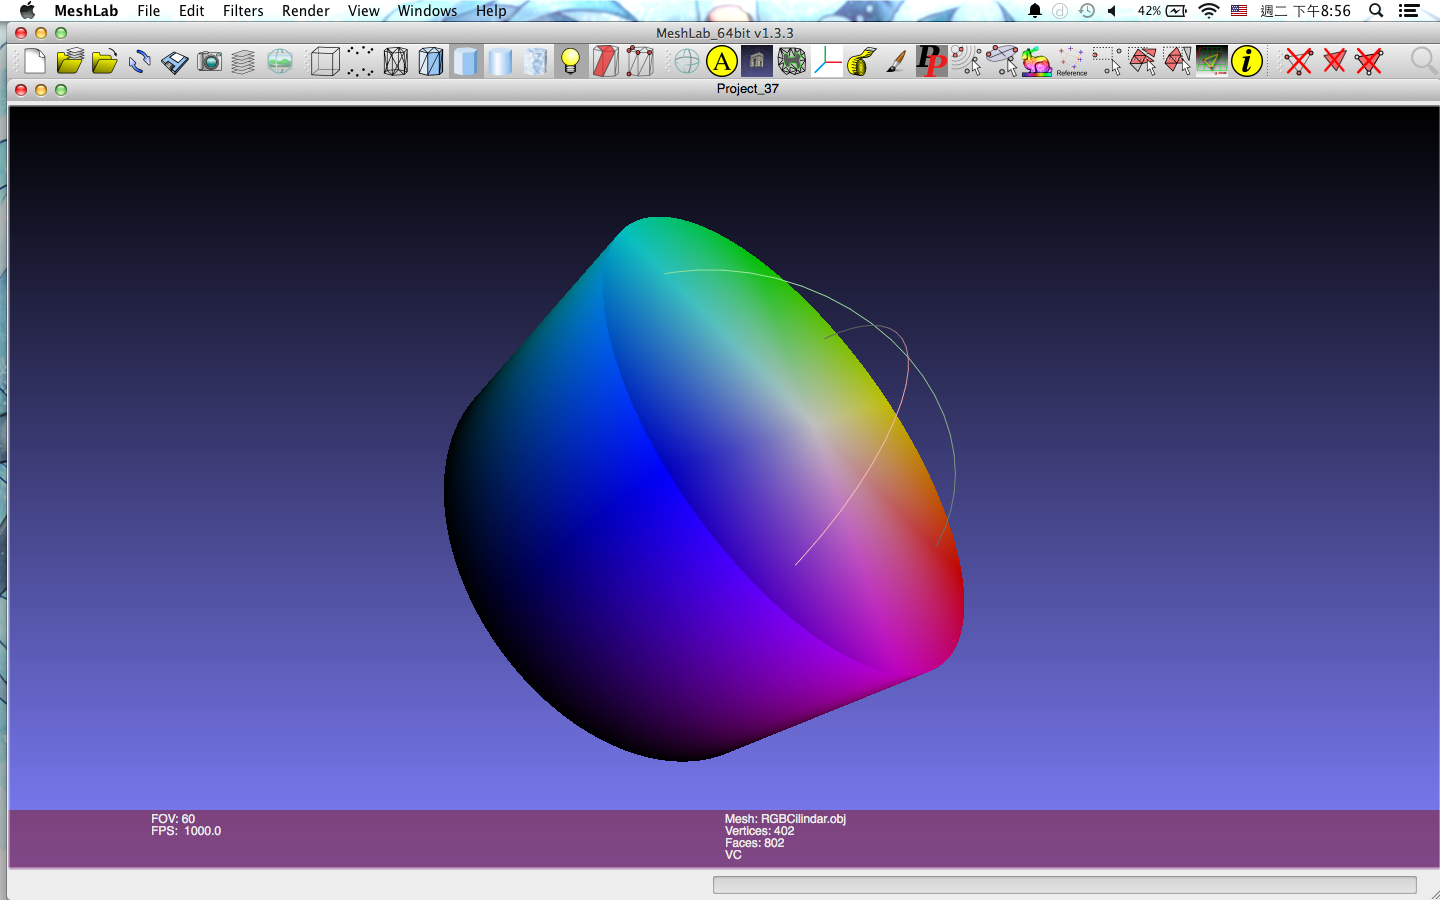 MeshLab File Edit Filters Render View Windows Help 42% 週二 下午8:56
MeshLab_64bit v1.3.3
A PP Reference i
Project_37
FOV: 60
FPS: 1000.0
Mesh: RGBCilindar.obj
Vertices: 402
Faces: 802
VC